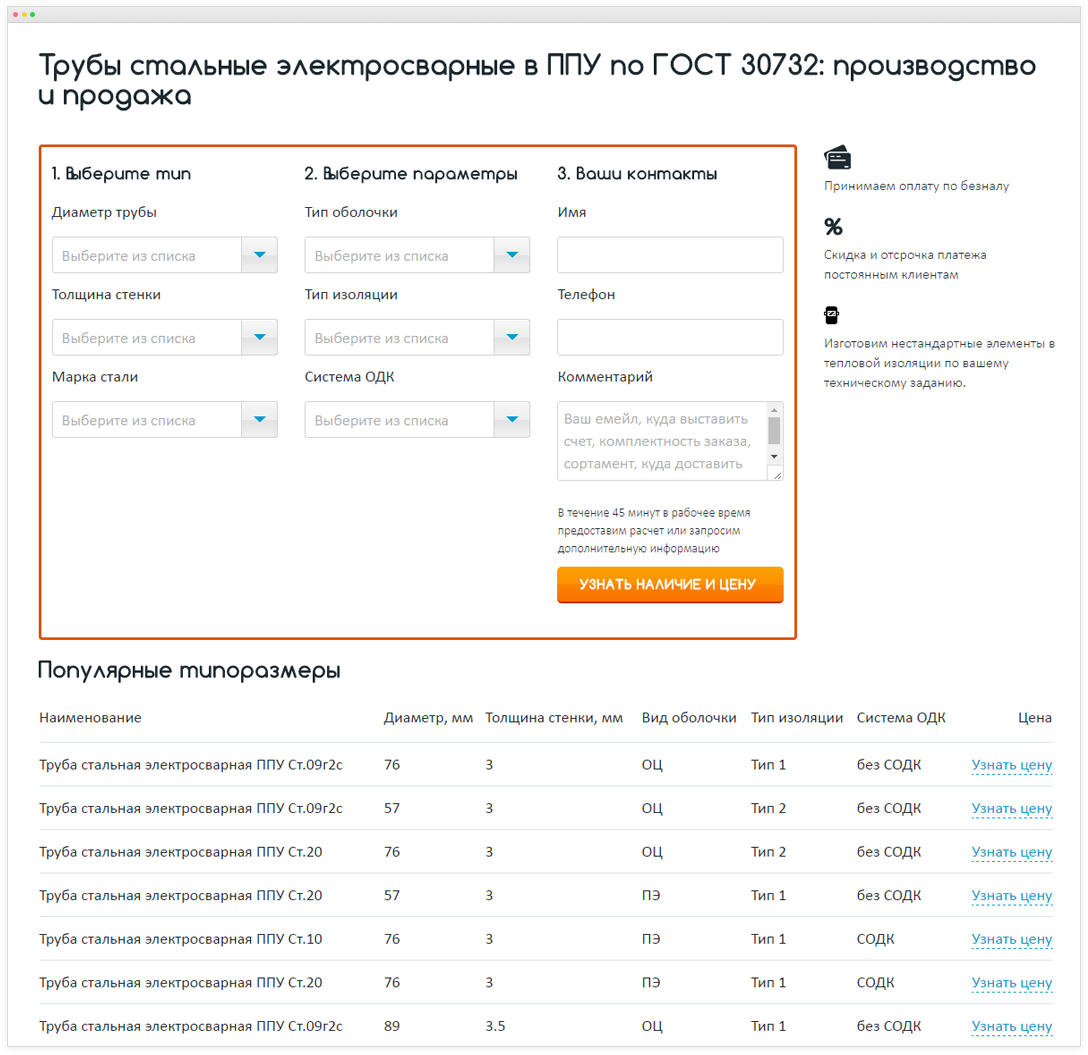 Трубы стальные электросварные в ППУ по ГОСТ 30732: производство
и продажа
1. Выберите тип
Диаметр трубы
Выберите из списка
Толщина стенки
Выберите из списка
Марка стали
Выберите из списка
2. Выберите параметры
Тип оболочки
Выберите из списка
Тип изоляции
Выберите из списка
Система ОДК
Выберите из списка
3. Ваши контакты
Имя
Телефон
Комментарий
Ваш емейл, куда выставить
счет, комплектность заказа,
сортамент, куда доставить
В течение 45 минут в рабочее время
предоставим расчет или запросим
дополнительную информацию
УЗНАТЬ НАЛИЧИЕ И ЦЕНУ
Принимаем оплату по безналу
%
Скидка и отсрочка платежа
постоянным клиентам
Изготовим нестандартные элементы в
тепловой изоляции по вашему
техническому заданию.
Популярные типоразмеры
Наименование Диаметр, мм Толщина стенки, мм Вид оболочки Тип изоляции Система ОДК Цена
Труба стальная электросварная ППУ Ст.09г2с 76 3 ОЦ Тип 1 без СОДК Узнать цену
Труба стальная электросварная ППУ Ст.09г2с 57 3 ОЦ Тип 2 без СОДК Узнать цену
Труба стальная электросварная ППУ Ст.20 76 3 ОЦ Тип 2 без СОДК Узнать цену
Труба стальная электросварная ППУ Ст.20 57 3 ПЭ Тип 1 без СОДК Узнать цену
Труба стальная электросварная ППУ Ст.10 76 3 ПЭ Тип 1 СОДК Узнать цену
Труба стальная электросварная ППУ Ст.20 76 3 ПЭ Тип 1 СОДК Узнать цену
Труба стальная электросварная ППУ Ст.09г2с 89 3.5 ОЦ Тип 1 без СОДК Узнать цену